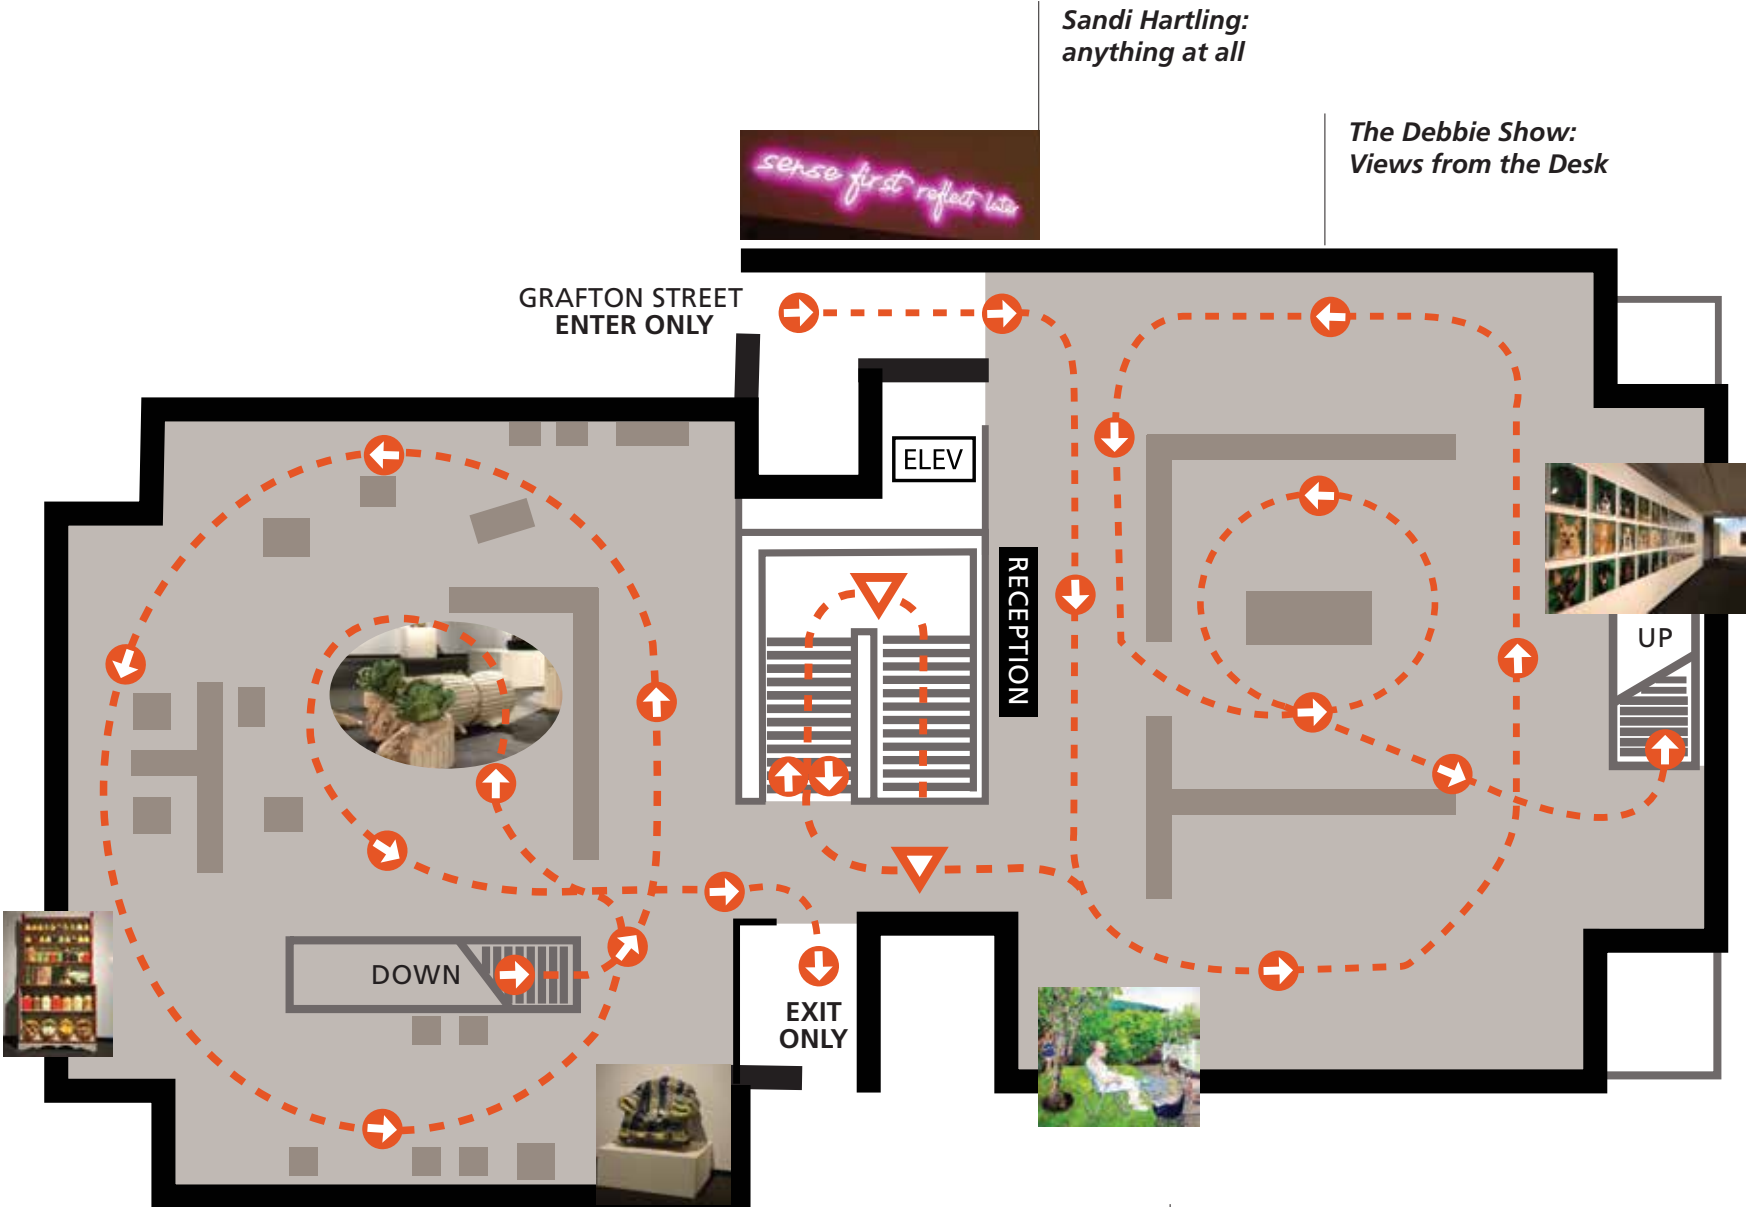 Sandi Hartling:
anything at all
The Debbie Show:
Views from the Desk
sense first reflect later
GRAFTON STREET
ENTER ONLY
ELEV
RECEPTION
UP
DOWN
EXIT
ONLY